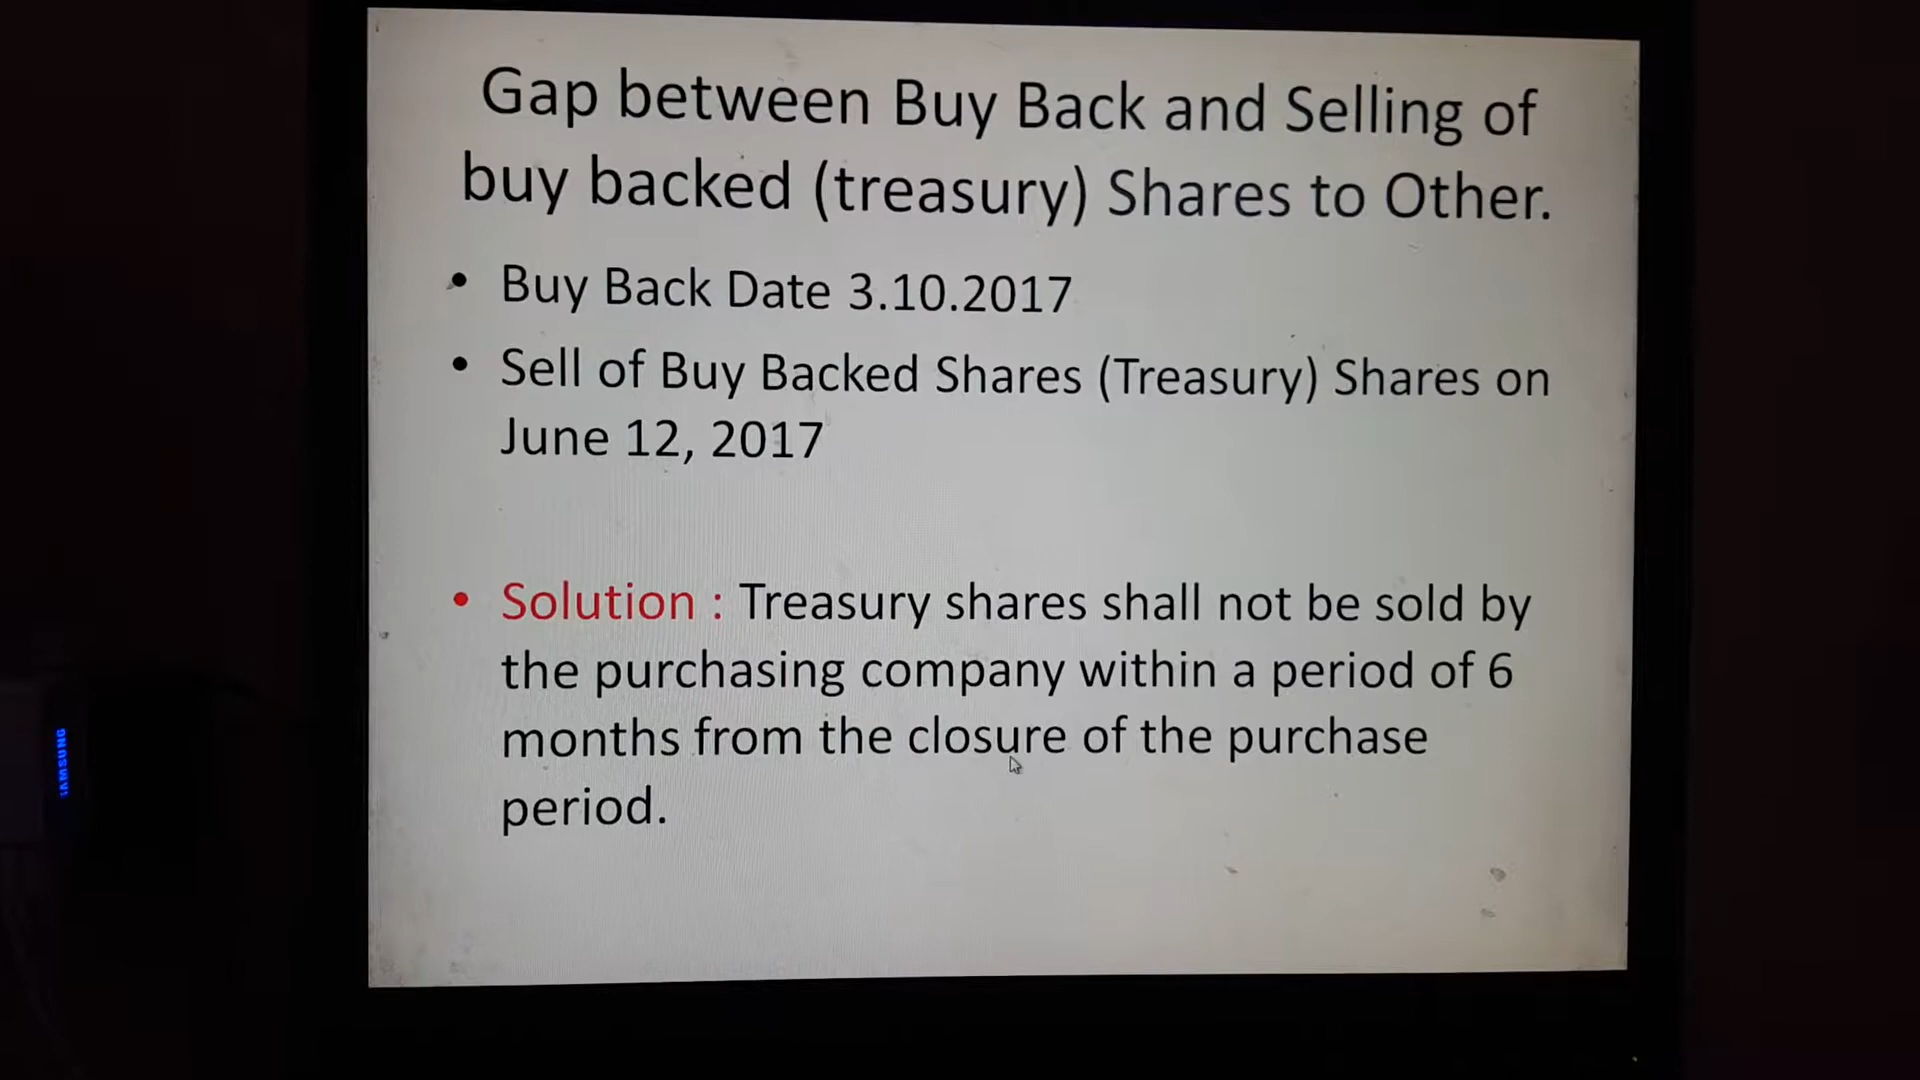 Gap between Buy Back and Selling of
buy backed (treasury) Shares to Other.
• Buy Back Date 3.10.2017
• Sell of Buy Backed Shares (Treasury) Shares on
June 12, 2017
• Solution : Treasury shares shall not be sold by
the purchasing company within a period of 6
months from the closure of the purchase
period.
SAMSUNG